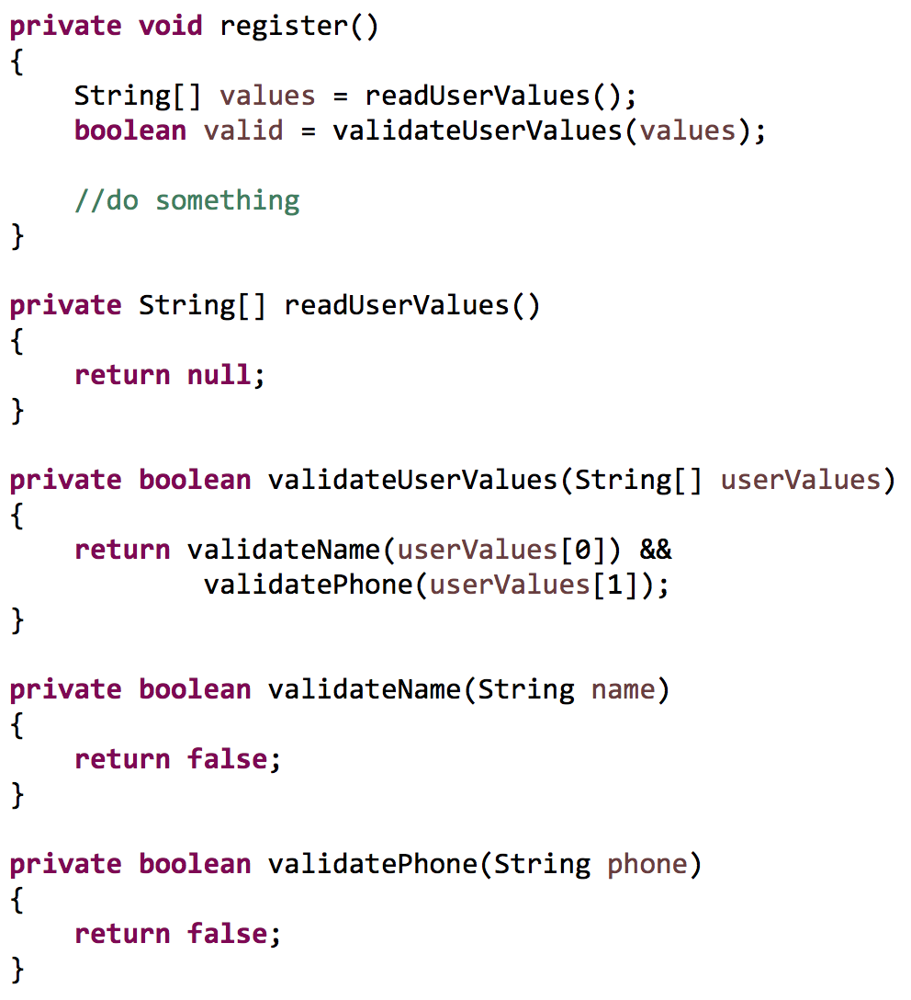 private void register()
{
    String[] values = readUserValues();
    boolean valid = validateUserValues(values);

    //do something
}

private String[] readUserValues()
{
    return null;
}

private boolean validateUserValues(String[] userValues)
{
    return validateName(userValues[0]) &&
            validatePhone(userValues[1]);
}

private boolean validateName(String name)
{
    return false;
}

private boolean validatePhone(String phone)
{
    return false;
}